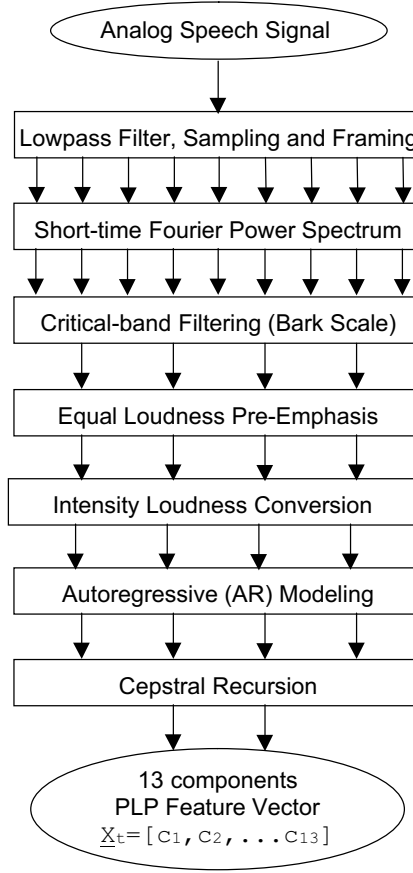 Analog Speech Signal
Lowpass Filter, Sampling and Framing
Short-time Fourier Power Spectrum
Critical-band Filtering (Bark Scale)
Equal Loudness Pre-Emphasis
Intensity Loudness Conversion
Autoregressive (AR) Modeling
Cepstral Recursion
13 components
PLP Feature Vector
Xt=[c1,c2,...c13]